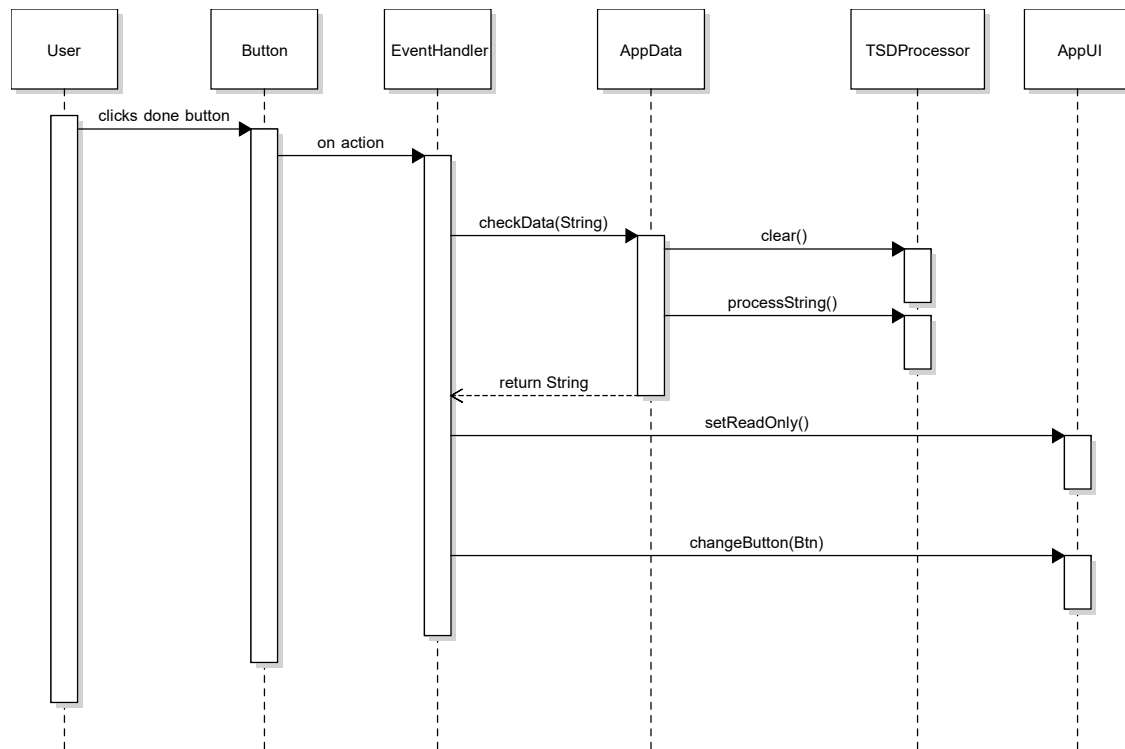 User
Button
EventHandler
AppData
TSDProcessor
AppUI
clicks done button
on action
checkData(String)
clear()
processString()
return String
setReadOnly()
changeButton(Btn)